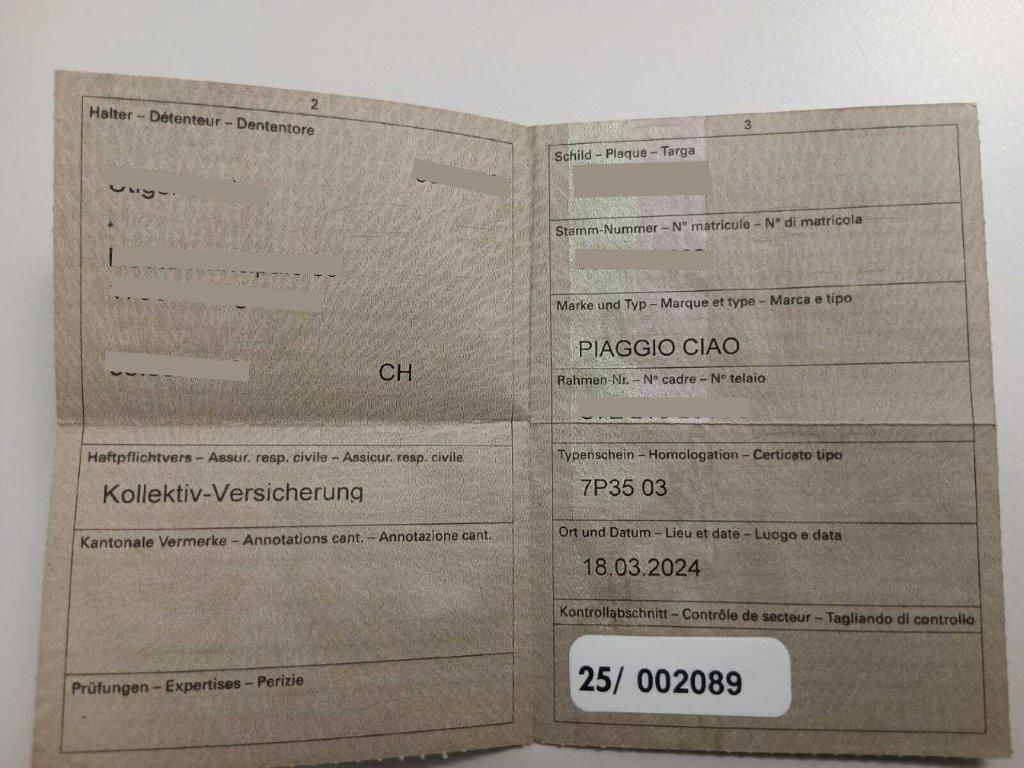 2
Halter – Détenteur – Dententore
CH
Haftpflichtvers – Assur. resp. civile – Assicur. resp. civile
Kollektiv-Versicherung
Kantonale Vermerke – Annotations cant. – Annotazione cant.
Prüfungen – Expertises – Perizie
3
Schild – Plaque – Targa
Stamm-Nummer – N° matricule – N° di matricola
Marke und Typ – Marque et type – Marca e tipo
PIAGGIO CIAO
Rahmen-Nr. – N° cadre – N° telaio
Typenschein – Homologation – Certicato tipo
7P35 03
Ort und Datum – Lieu et date – Luogo e data
18.03.2024
Kontrollabschnitt – Contrôle de secteur – Tagliando di controllo
25/ 002089